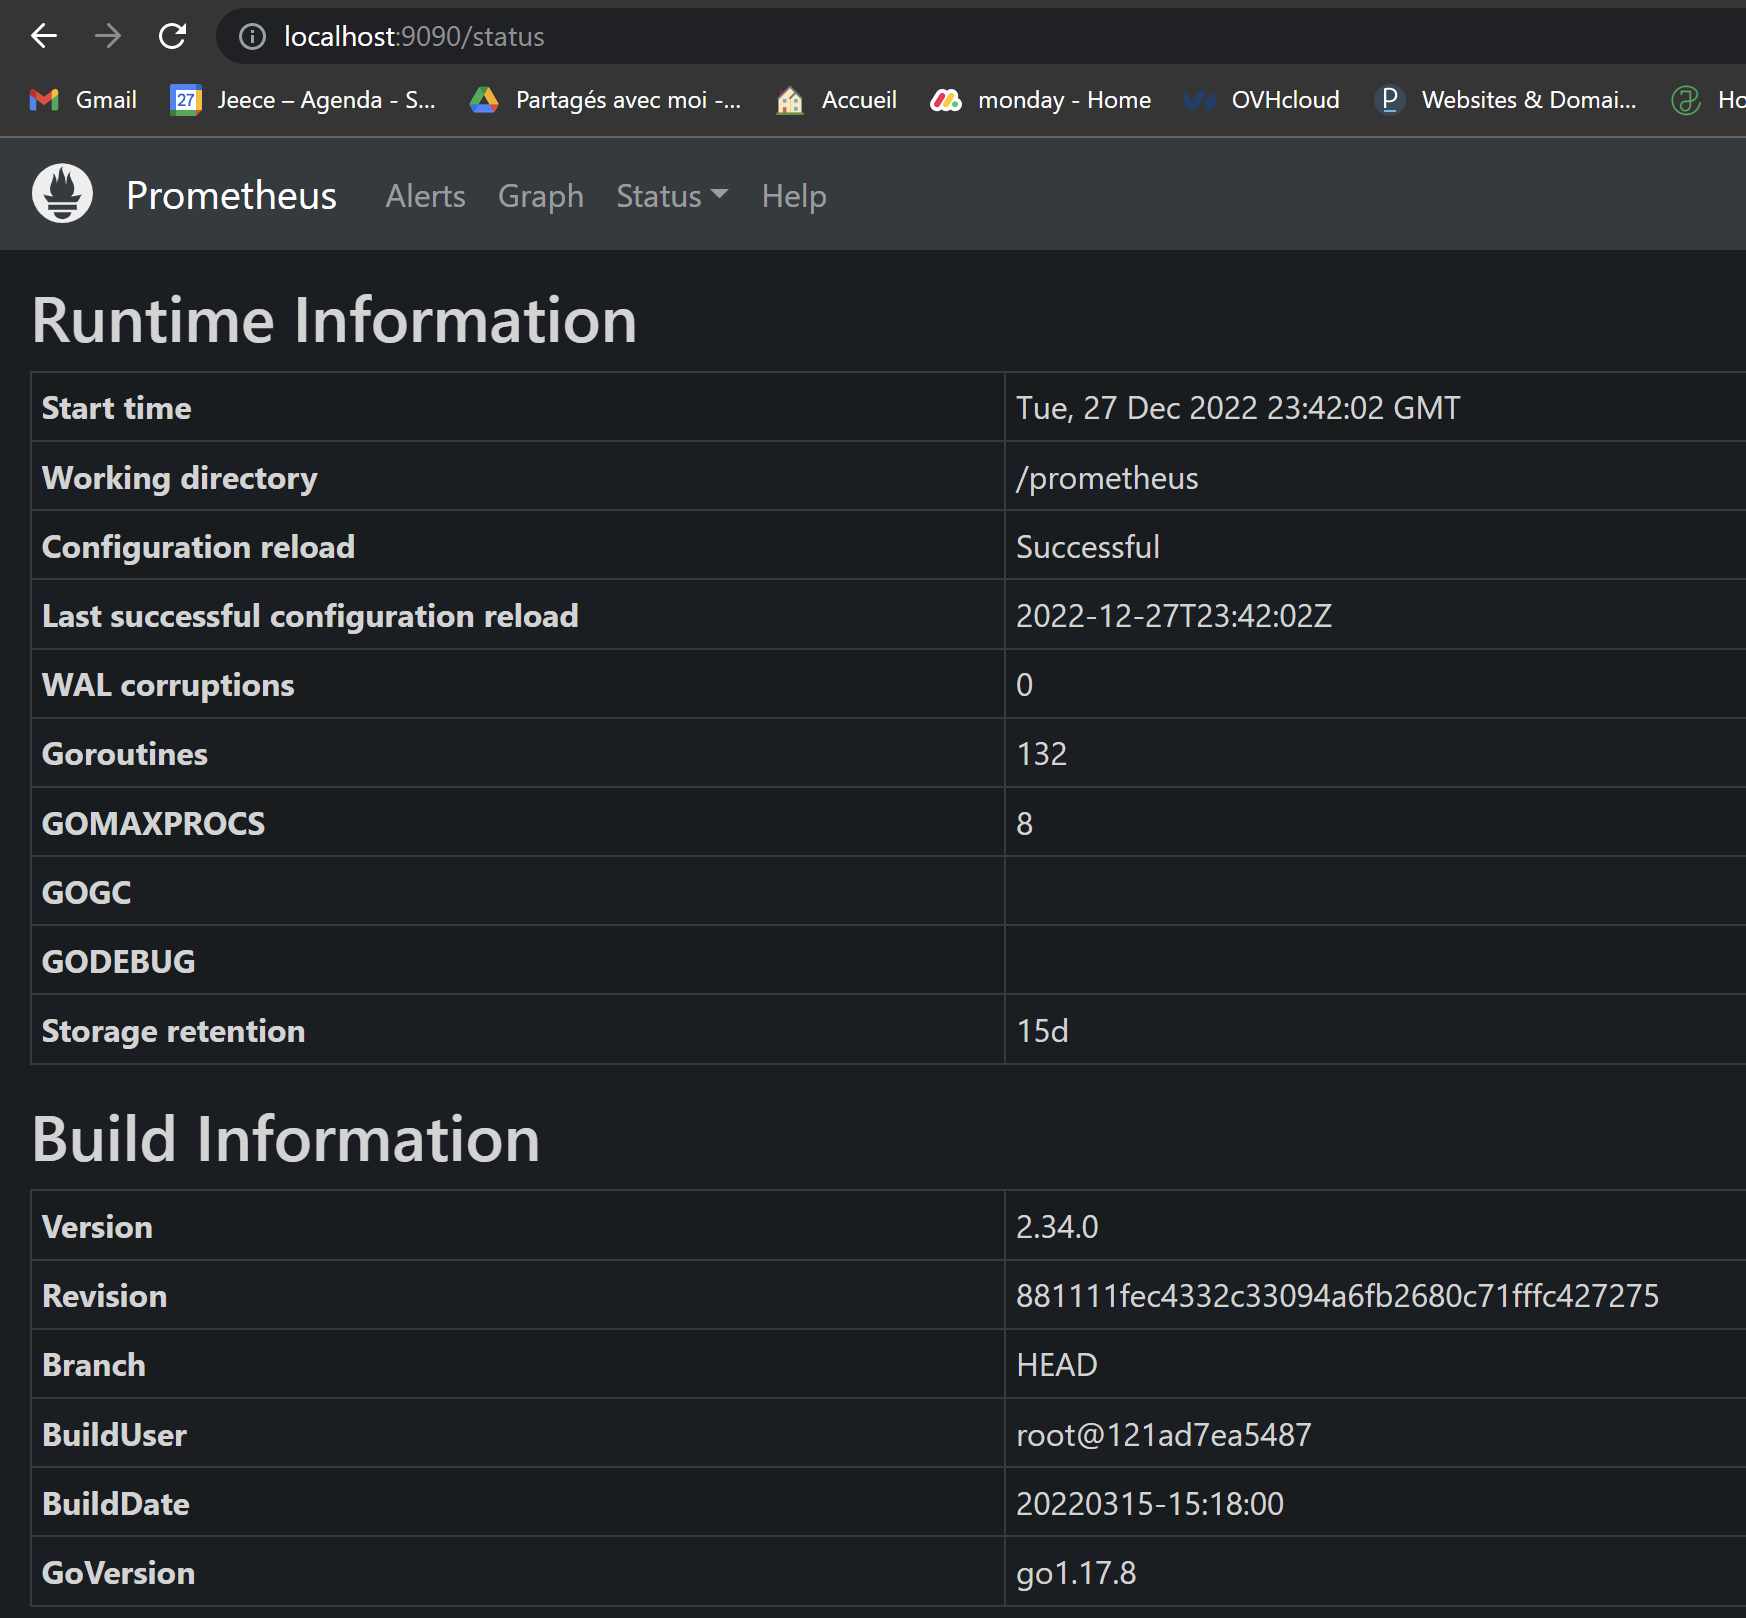 localhost:9090/status
Gmail 27 Jeece – Agenda - S... Partagés avec moi -... Accueil monday - Home OVHcloud P Websites & Domai... Ho
Prometheus Alerts Graph Status Help
Runtime Information
Start time Tue, 27 Dec 2022 23:42:02 GMT
Working directory /prometheus
Configuration reload Successful
Last successful configuration reload 2022-12-27T23:42:02Z
WAL corruptions 0
Goroutines 132
GOMAXPROCS 8
GOGC
GODEBUG
Storage retention 15d
Build Information
Version 2.34.0
Revision 881111fec4332c33094a6fb2680c71fffc427275
Branch HEAD
BuildUser root@121ad7ea5487
BuildDate 20220315-15:18:00
GoVersion go1.17.8